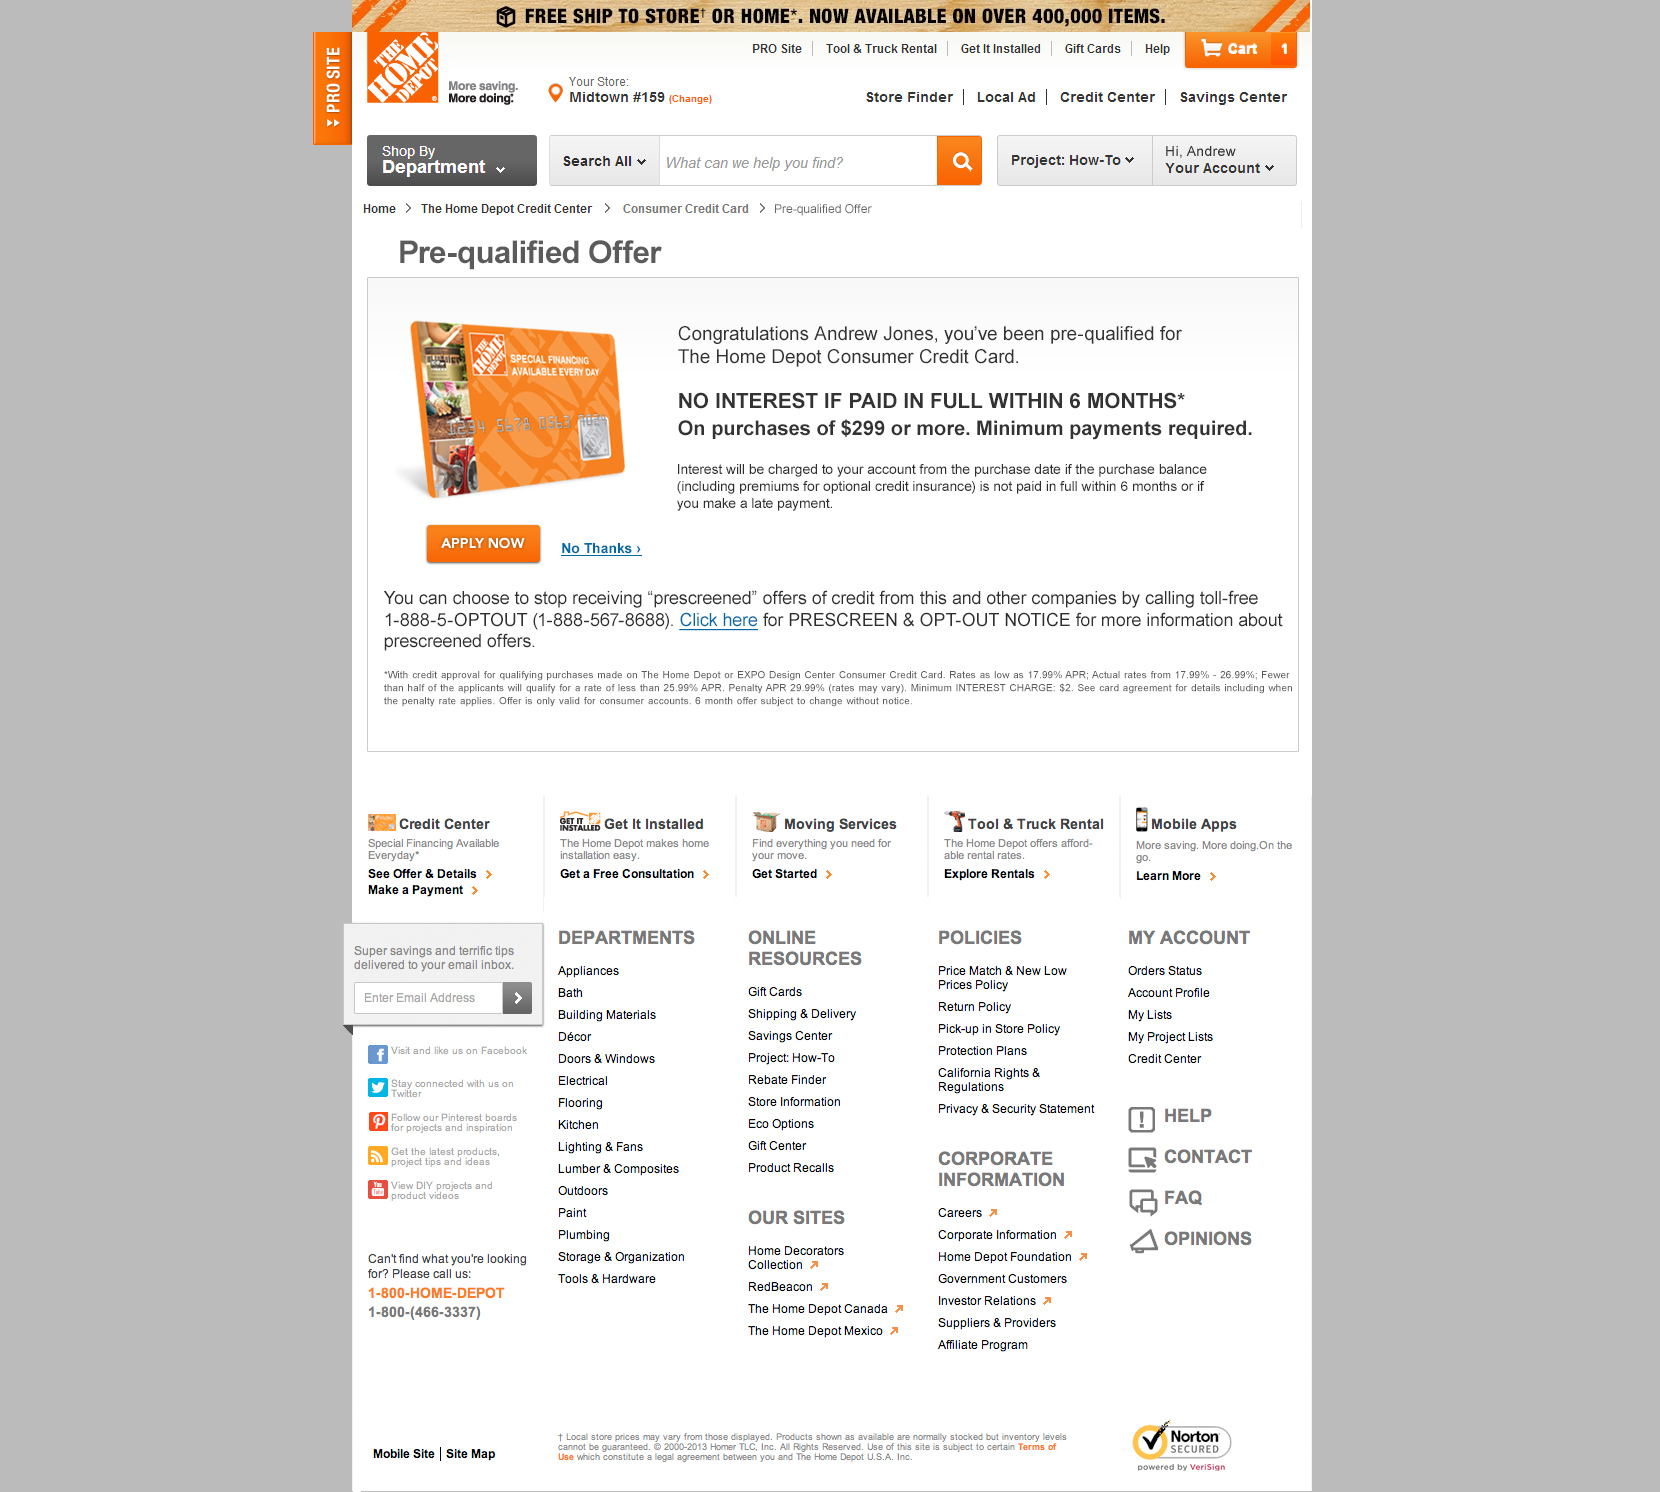 FREE SHIP TO STORE† OR HOME*. NOW AVAILABLE ON OVER 400,000 ITEMS.
PRO SITE
THE HOME DEPOT
More saving.
More doing.
PRO Site
Tool & Truck Rental
Get It Installed
Gift Cards
Help
Cart 1
Your Store:
Midtown #159 (Change)
Store Finder
Local Ad
Credit Center
Savings Center
Shop By
Department
Search All
What can we help you find?
Project: How-To
Hi, Andrew
Your Account
Home > The Home Depot Credit Center > Consumer Credit Card > Pre-qualified Offer
Pre-qualified Offer
THE HOME DEPOT
SPECIAL FINANCING
AVAILABLE EVERY DAY
Congratulations Andrew Jones, you've been pre-qualified for
The Home Depot Consumer Credit Card.
NO INTEREST IF PAID IN FULL WITHIN 6 MONTHS*
On purchases of $299 or more. Minimum payments required.
Interest will be charged to your account from the purchase date if the purchase balance
(including premiums for optional credit insurance) is not paid in full within 6 months or if
you make a late payment.
APPLY NOW
No Thanks ›
You can choose to stop receiving “prescreened” offers of credit from this and other companies by calling toll-free
1-888-5-OPTOUT (1-888-567-8688). Click here for PRESCREEN & OPT-OUT NOTICE for more information about
prescreened offers.
*With credit approval for qualifying purchases made on The Home Depot or EXPO Design Center Consumer Credit Card. Rates as low as 17.99% APR; Actual rates from 17.99% - 26.99%; Fewer
than half of the applicants will qualify for a rate of less than 25.99% APR. Penalty APR 29.99% (rates may vary). Minimum INTEREST CHARGE: $2. See card agreement for details including when
the penalty rate applies. Offer is only valid for consumer accounts. 6 month offer subject to change without notice.
Credit Center
Special Financing Available
Everyday*
See Offer & Details
Make a Payment
GET IT
INSTALLED
Get It Installed
The Home Depot makes home
installation easy.
Get a Free Consultation
Moving Services
Find everything you need for
your move.
Get Started
Tool & Truck Rental
The Home Depot offers afford-
able rental rates.
Explore Rentals
Mobile Apps
More saving. More doing.On the
go.
Learn More
Super savings and terrific tips
delivered to your email inbox.
Enter Email Address
Visit and like us on Facebook
Stay connected with us on
Twitter
Follow our Pinterest boards
for projects and inspiration
Get the latest products,
project tips and ideas
View DIY projects and
product videos
Can't find what you're looking
for? Please call us:
1-800-HOME-DEPOT
1-800-(466-3337)
DEPARTMENTS
Appliances
Bath
Building Materials
Décor
Doors & Windows
Electrical
Flooring
Kitchen
Lighting & Fans
Lumber & Composites
Outdoors
Paint
Plumbing
Storage & Organization
Tools & Hardware
ONLINE
RESOURCES
Gift Cards
Shipping & Delivery
Savings Center
Project: How-To
Rebate Finder
Store Information
Eco Options
Gift Center
Product Recalls
OUR SITES
Home Decorators
Collection
RedBeacon
The Home Depot Canada
The Home Depot Mexico
POLICIES
Price Match & New Low
Prices Policy
Return Policy
Pick-up in Store Policy
Protection Plans
California Rights &
Regulations
Privacy & Security Statement
CORPORATE
INFORMATION
Careers
Corporate Information
Home Depot Foundation
Government Customers
Investor Relations
Suppliers & Providers
Affiliate Program
MY ACCOUNT
Orders Status
Account Profile
My Lists
My Project Lists
Credit Center
HELP
CONTACT
FAQ
OPINIONS
Mobile Site | Site Map
† Local store prices may vary from those displayed. Products shown as available are normally stocked but inventory levels
cannot be guaranteed. © 2000-2013 Homer TLC, Inc. All Rights Reserved. Use of this site is subject to certain Terms of
Use which constitute a legal agreement between you and The Home Depot U.S.A. Inc.
Norton
SECURED
powered by VeriSign